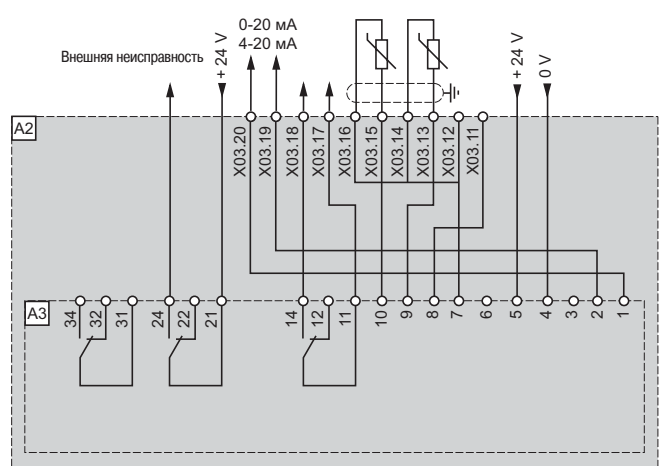 0-20 мА
4-20 мА
Внешняя неисправность
+ 24 V
+ 24 V
0 V
A2
X03.20
X03.19
X03.18
X03.17
X03.16
X03.15
X03.14
X03.13
X03.12
X03.11
A3
34
32
31
24
22
21
14
12
11
10
9
8
7
6
5
4
3
2
1